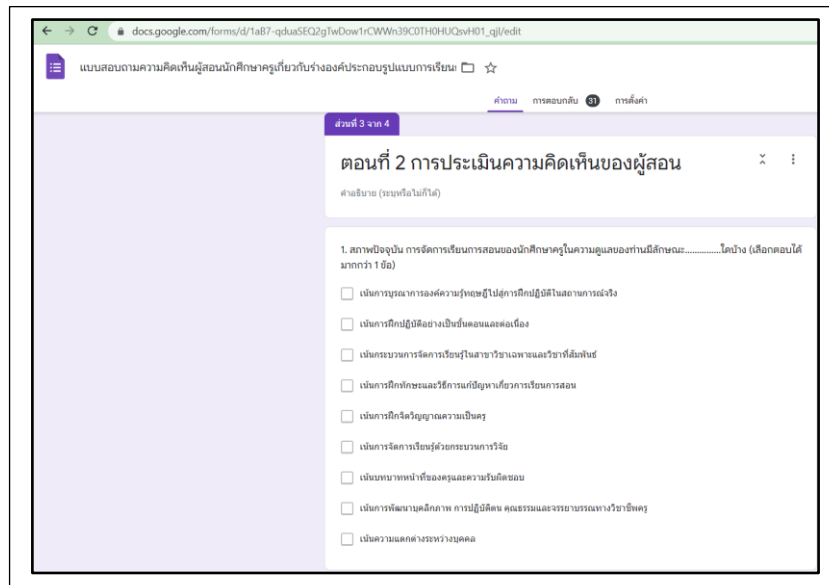 docs.google.com/forms/d/1aB7-qduaSEQ2gTwDow1rCWWn39C0TH0HUQsvH01_qjI/edit
แบบสอบถามความคิดเห็นผู้สอนนักศึกษาครูเกี่ยวกับร่างองค์ประกอบรูปแบบการเรียน
คำถาม การตอบกลับ 31 การตั้งค่า
ส่วนที่ 3 จาก 4
ตอนที่ 2 การประเมินความคิดเห็นของผู้สอน
คำอธิบาย (ระบุหรือไม่ก็ได้)
1. สภาพปัจจุบัน การจัดการเรียนการสอนของนักศึกษาครูในความดูแลของท่านมีลักษณะ..............ใดบ้าง (เลือกตอบได้
มากกว่า 1 ข้อ)
เน้นการบูรณาการองค์ความรู้ทฤษฎีไปสู่การฝึกปฏิบัติในสถานการณ์จริง
เน้นการฝึกปฏิบัติอย่างเป็นขั้นตอนและต่อเนื่อง
เน้นกระบวนการจัดการเรียนรู้ในสาขาวิชาเฉพาะและวิชาที่สัมพันธ์
เน้นการฝึกทักษะและวิธีการแก้ปัญหาเกี่ยวการเรียนการสอน
เน้นการฝึกจิตวิญญาณความเป็นครู
เน้นการจัดการเรียนรู้ด้วยกระบวนการวิจัย
เน้นบทบาทหน้าที่ของครูและความรับผิดชอบ
เน้นการพัฒนาบุคลิกภาพ การปฏิบัติตน คุณธรรมและจรรยาบรรณทางวิชาชีพครู
เน้นความแตกต่างระหว่างบุคคล